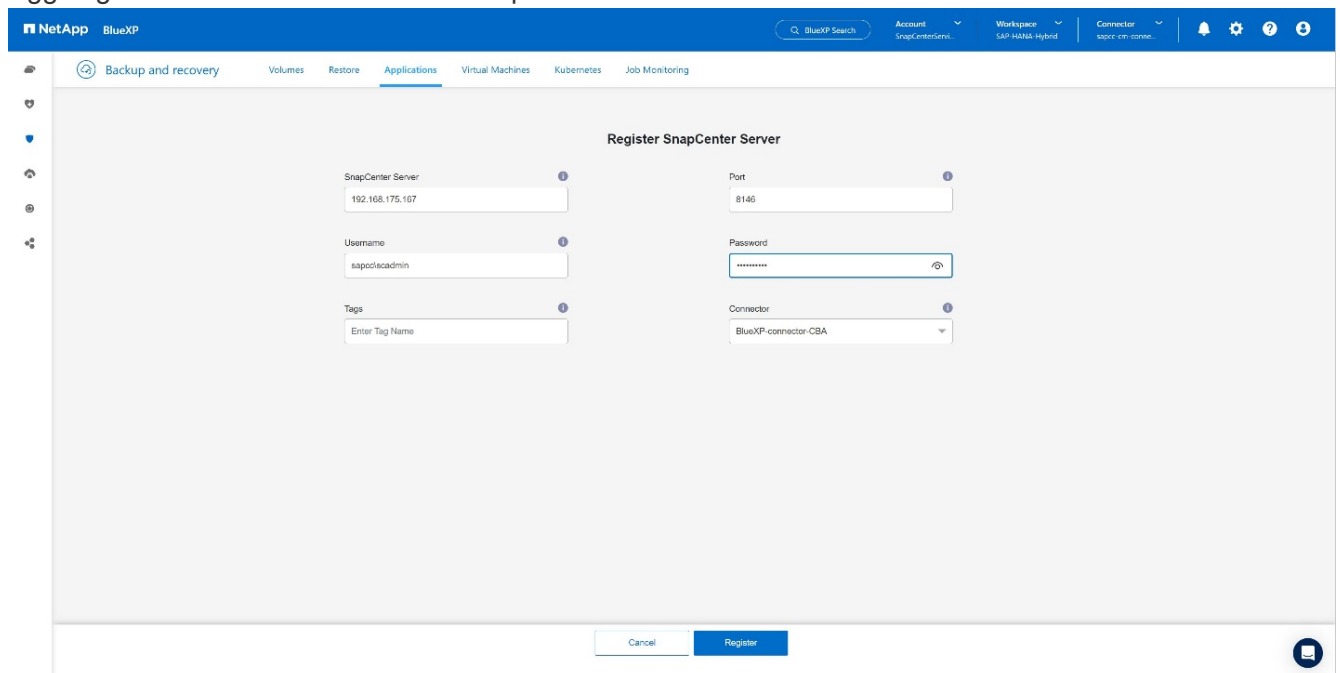 NetApp BlueXP
BlueXP Search
Account
SnapCenterServi...
Workspace
SAP-HANA-Hybrid
Connector
sapcc-cm-conne...
Backup and recovery Volumes Restore Applications Virtual Machines Kubernetes Job Monitoring
Register SnapCenter Server
SnapCenter Server Port
192.168.175.167 8146
Username Password
sapcc\scadmin ••••••••••
Tags Connector
Enter Tag Name BlueXP-connector-CBA
Cancel Register